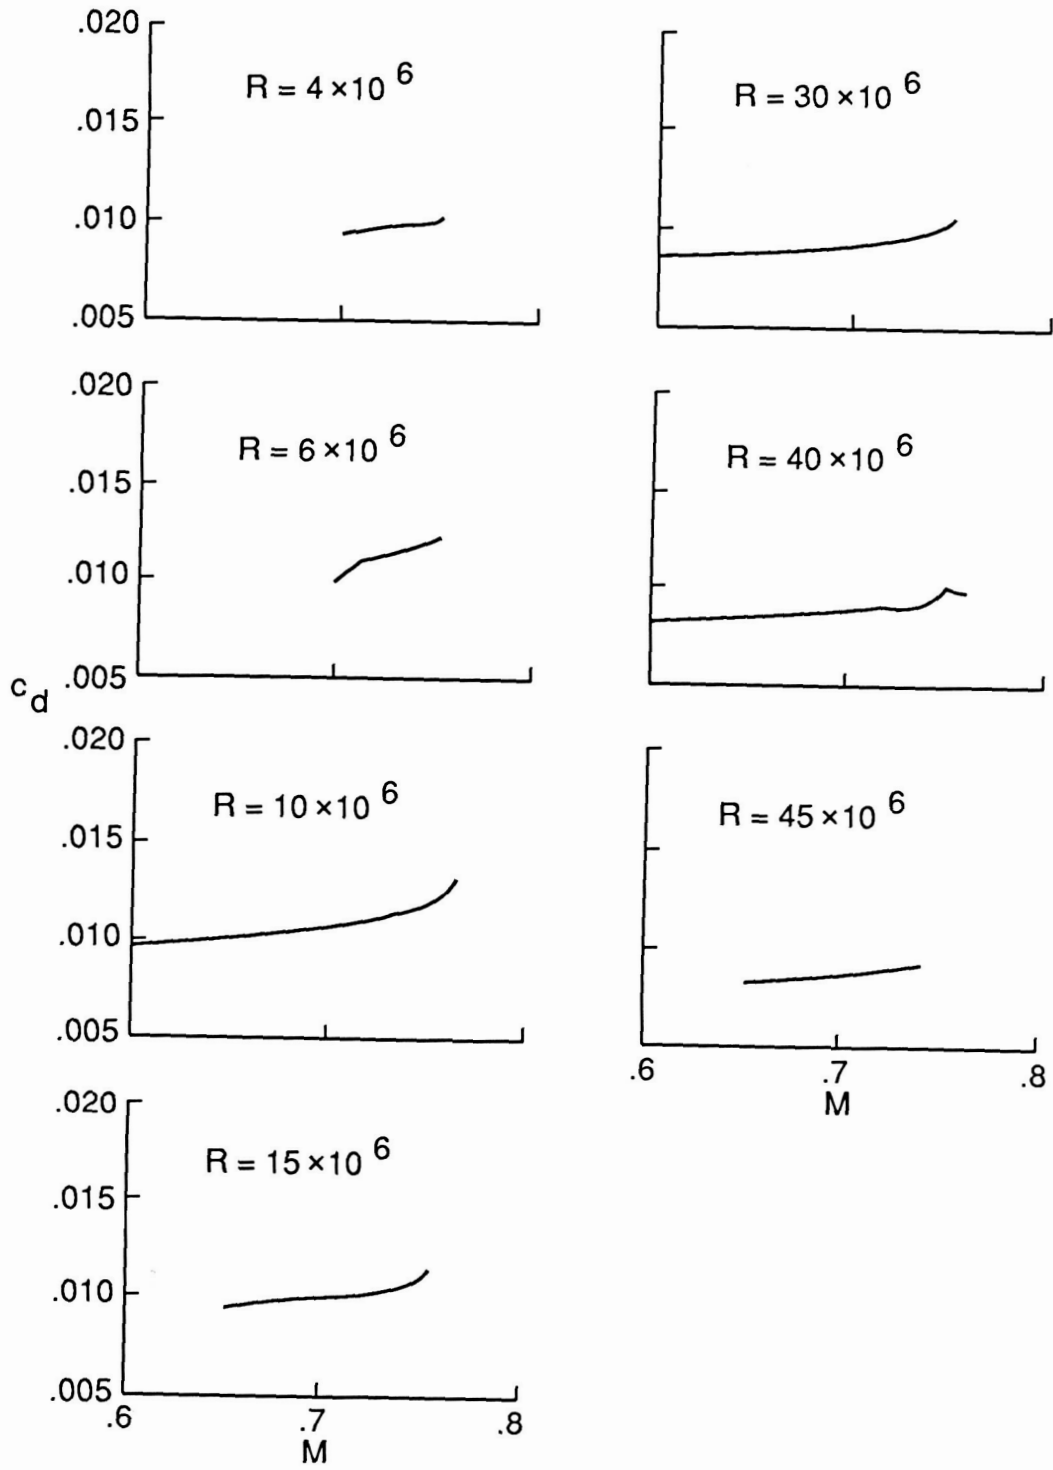 .020
R = 4 ×10 6
.015
.010
.005
R = 30 ×10 6
.020
R = 6 ×10 6
.015
.010
.005
R = 40 ×10 6
c d
.020
R = 10 ×10 6
.015
.010
.005
R = 45 ×10 6
.6 .7 .8
M
.020
R = 15 ×10 6
.015
.010
.005
.6 .7 .8
M